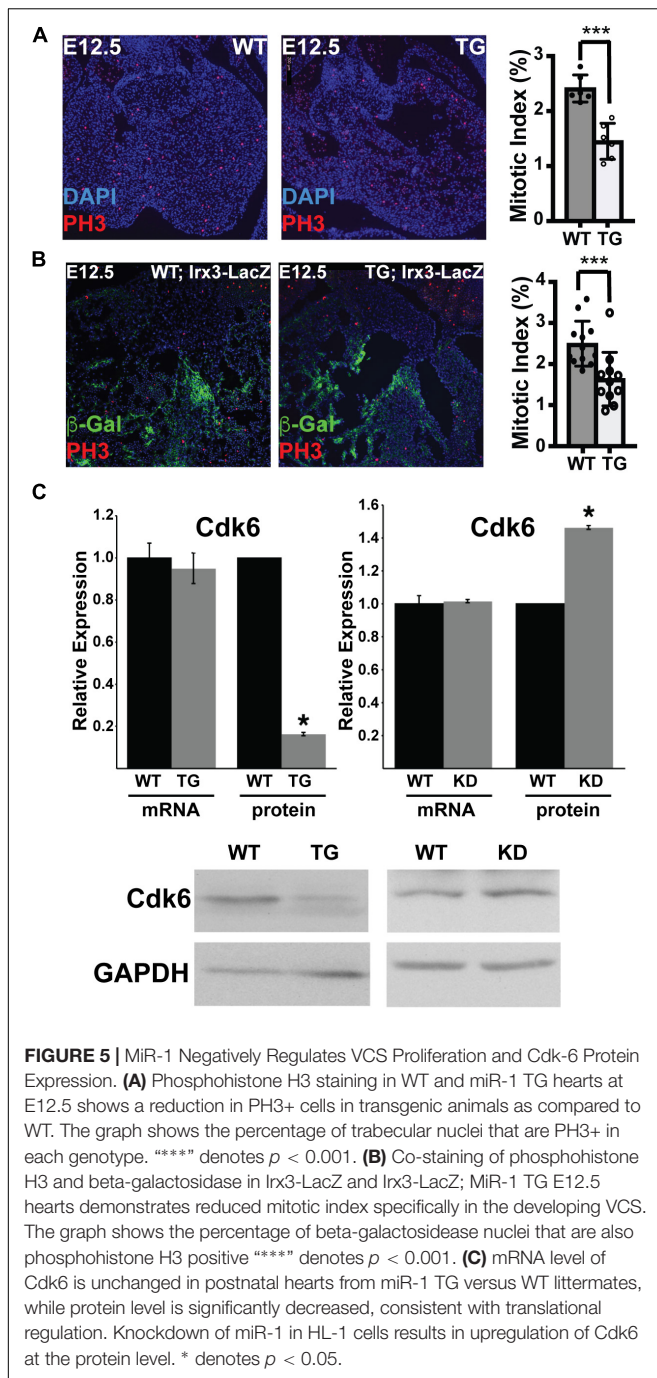 A
E12.5 WT
DAPI
PH3
E12.5 TG
Mitotic Index (%)
3
2
1
0
***
WT TG
B
E12.5 WT; Irx3-LacZ
β-Gal
PH3
E12.5 TG; Irx3-LacZ
Mitotic Index (%)
4
3
2
1
0
***
WT TG
C
Cdk6
Relative Expression
1.2
1.0
0.8
0.6
0.4
0.2
*
WT TG WT TG
mRNA protein
Cdk6
Relative Expression
1.6
1.4
1.2
1.0
0.8
0.6
0.4
0.2
*
WT KD WT KD
mRNA protein
WT TG WT KD
Cdk6
GAPDH
FIGURE 5 | MiR-1 Negatively Regulates VCS Proliferation and Cdk-6 Protein
Expression. (A) Phosphohistone H3 staining in WT and miR-1 TG hearts at
E12.5 shows a reduction in PH3+ cells in transgenic animals as compared to
WT. The graph shows the percentage of trabecular nuclei that are PH3+ in
each genotype. “***” denotes p < 0.001. (B) Co-staining of phosphohistone
H3 and beta-galactosidase in Irx3-LacZ and Irx3-LacZ; MiR-1 TG E12.5
hearts demonstrates reduced mitotic index specifically in the developing VCS.
The graph shows the percentage of beta-galactosidease nuclei that are also
phosphohistone H3 positive “***” denotes p < 0.001. (C) mRNA level of
Cdk6 is unchanged in postnatal hearts from miR-1 TG versus WT littermates,
while protein level is significantly decreased, consistent with translational
regulation. Knockdown of miR-1 in HL-1 cells results in upregulation of Cdk6
at the protein level. * denotes p < 0.05.